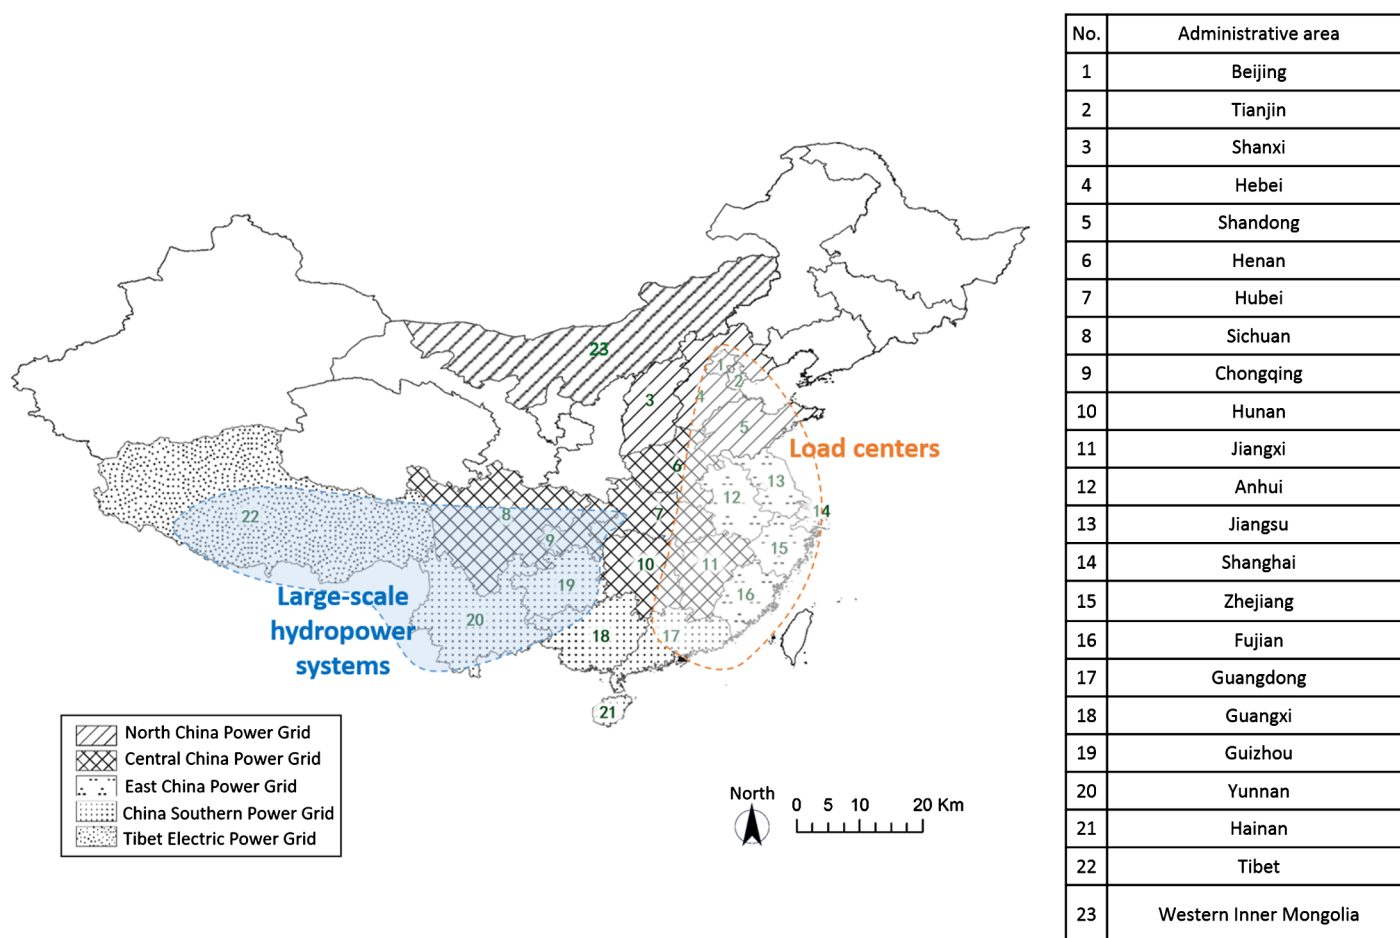 23
1
2
3
4
5
Load centers
6
12
13
22
8
7
14
9
15
10
11
19
16
Large-scale
hydropower
systems
20
18
17
21
North China Power Grid
Central China Power Grid
East China Power Grid
China Southern Power Grid
Tibet Electric Power Grid
North
0 5 10 20 Km
No. Administrative area
1 Beijing
2 Tianjin
3 Shanxi
4 Hebei
5 Shandong
6 Henan
7 Hubei
8 Sichuan
9 Chongqing
10 Hunan
11 Jiangxi
12 Anhui
13 Jiangsu
14 Shanghai
15 Zhejiang
16 Fujian
17 Guangdong
18 Guangxi
19 Guizhou
20 Yunnan
21 Hainan
22 Tibet
23 Western Inner Mongolia